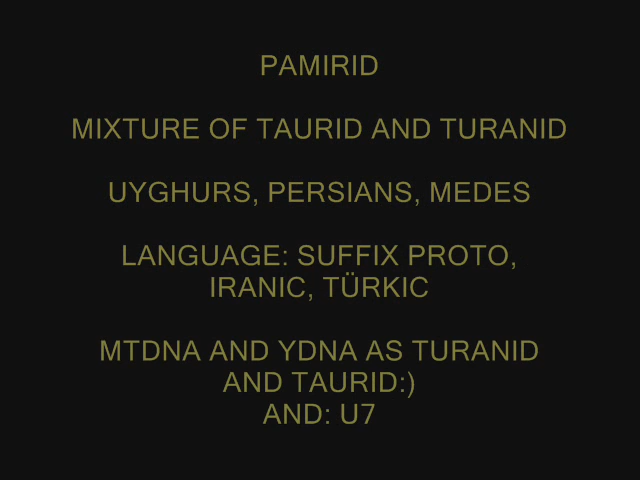 PAMIRID
MIXTURE OF TAURID AND TURANID
UYGHURS, PERSIANS, MEDES
LANGUAGE: SUFFIX PROTO,
IRANIC, TÜRKIC
MTDNA AND YDNA AS TURANID
AND TAURID:)
AND: U7